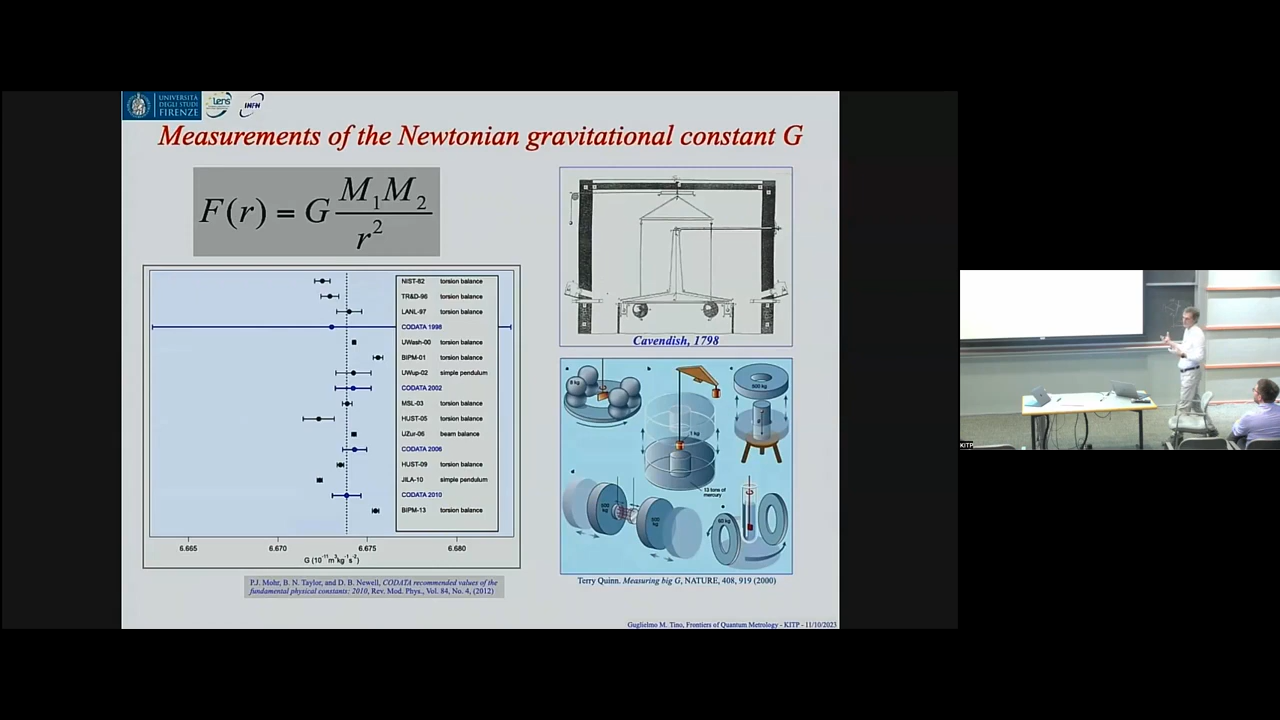 UNIVERSITÀ
DEGLI STUDI
FIRENZE
Lens
INFN
Measurements of the Newtonian gravitational constant G
F(r) = G M₁M₂ / r²
NIST-82 torsion balance
TR&D-96 torsion balance
LANL-97 torsion balance
CODATA 1998
UWash-00 torsion balance
BIPM-01 torsion balance
UWup-02 simple pendulum
CODATA 2002
MSL-03 torsion balance
HUST-05 torsion balance
UZur-06 beam balance
CODATA 2006
HUST-09 torsion balance
JILA-10 simple pendulum
CODATA 2010
BIPM-13 torsion balance
6.665 6.670 6.675 6.680
G (10⁻¹¹ m³ kg⁻¹ s⁻²)
P.J. Mohr, B. N. Taylor, and D. B. Newell, CODATA recommended values of the
fundamental physical constants: 2010, Rev. Mod. Phys., Vol. 84, No. 4, (2012)
Cavendish, 1798
a
b
c
8 kg
500 kg
1 kg
13 tons of
mercury
d
500
kg
500
kg
e
60 kg
Terry Quinn. Measuring big G, NATURE, 408, 919 (2000)
Guglielmo M. Tino, Frontiers of Quantum Metrology - KITP - 11/10/2023
KITP